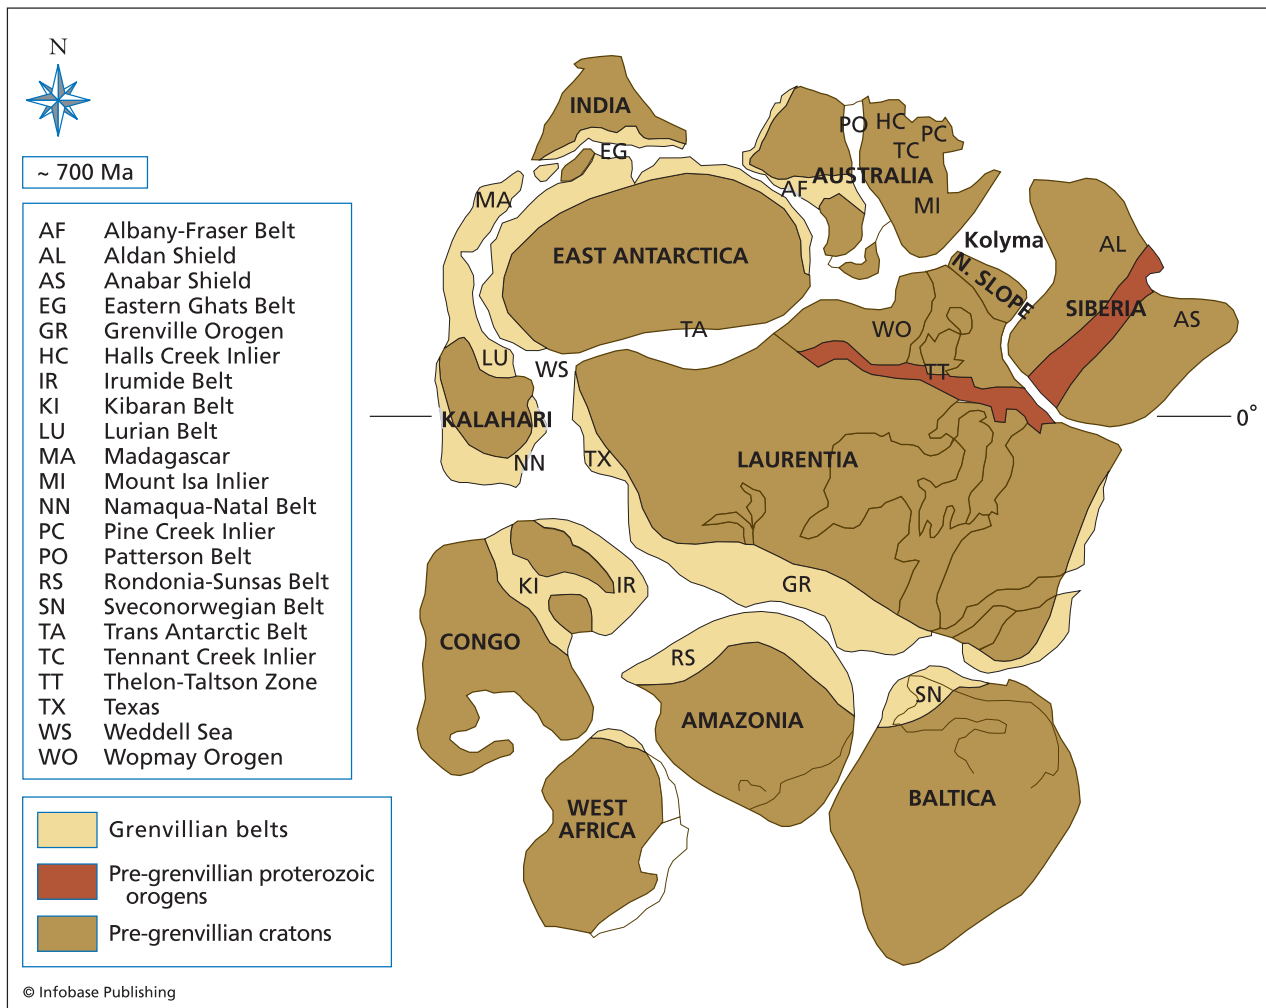 N
~ 700 Ma
AF Albany-Fraser Belt
AL Aldan Shield
AS Anabar Shield
EG Eastern Ghats Belt
GR Grenville Orogen
HC Halls Creek Inlier
IR Irumide Belt
KI Kibaran Belt
LU Lurian Belt
MA Madagascar
MI Mount Isa Inlier
NN Namaqua-Natal Belt
PC Pine Creek Inlier
PO Patterson Belt
RS Rondonia-Sunsas Belt
SN Sveconorwegian Belt
TA Trans Antarctic Belt
TC Tennant Creek Inlier
TT Thelon-Taltson Zone
TX Texas
WS Weddell Sea
WO Wopmay Orogen
Grenvillian belts
Pre-grenvillian proterozoic
orogens
Pre-grenvillian cratons
© Infobase Publishing
INDIA
EG
MA
EAST ANTARCTICA
TA
PO
HC
PC
TC
AUSTRALIA
AF
MI
Kolyma
N. SLOPE
AL
SIBERIA
AS
WO
TT
LU
WS
KALAHARI
NN
TX
LAURENTIA
0°
KI
IR
GR
CONGO
RS
AMAZONIA
SN
BALTICA
WEST
AFRICA